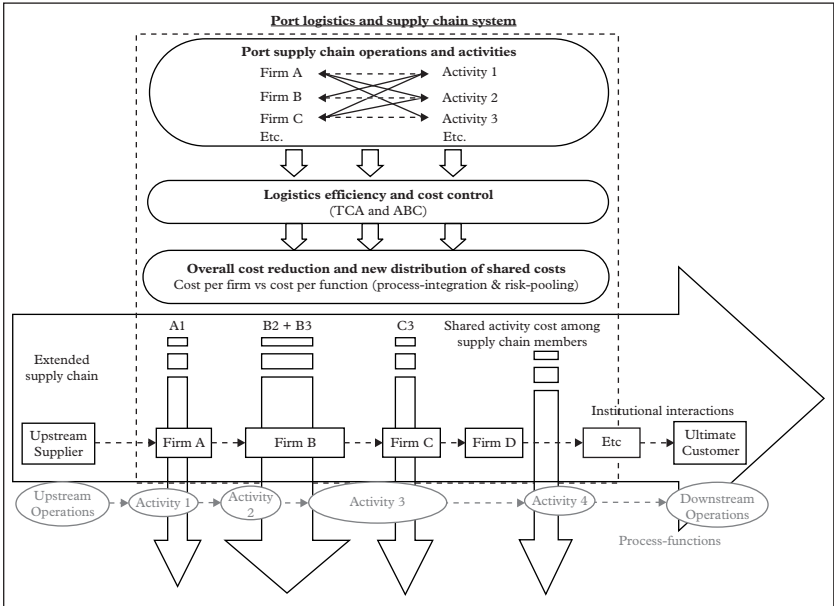 Port logistics and supply chain system
Port supply chain operations and activities
Firm A Activity 1
Firm B Activity 2
Firm C Activity 3
Etc. Etc.
Logistics efficiency and cost control
(TCA and ABC)
Overall cost reduction and new distribution of shared costs
Cost per firm vs cost per function (process-integration & risk-pooling)
A1 B2 + B3 C3 Shared activity cost among
supply chain members
Extended
supply chain
Institutional interactions
Upstream
Supplier
Firm A
Firm B
Firm C
Firm D
Etc
Ultimate
Customer
Upstream
Operations
Activity 1
Activity
2
Activity 3
Activity 4
Downstream
Operations
Process-functions